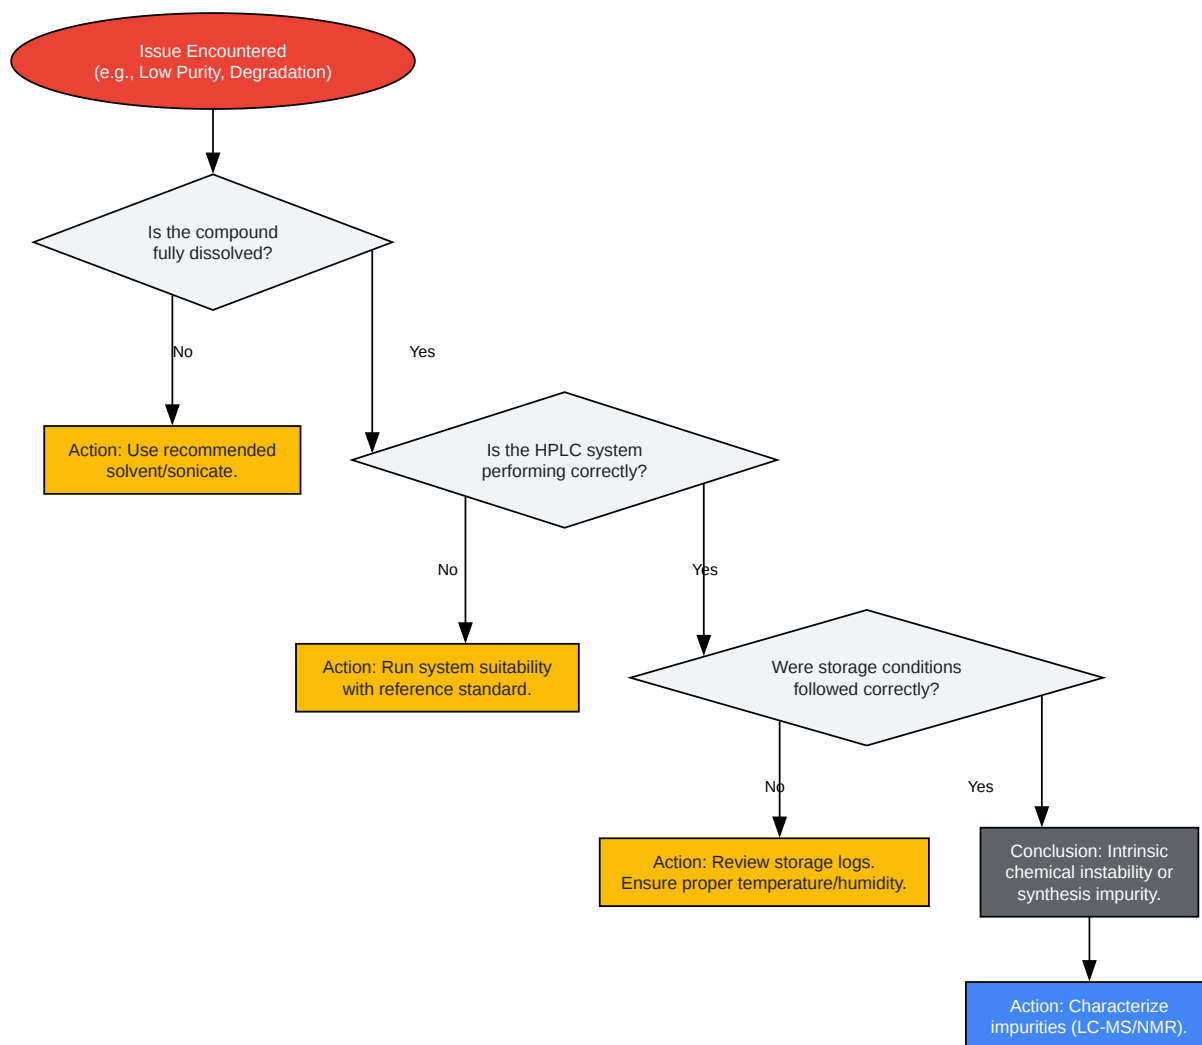 Issue Encountered
(e.g., Low Purity, Degradation)
Is the compound
fully dissolved?
No
Yes
Action: Use recommended
solvent/sonicate.
Is the HPLC system
performing correctly?
No
Yes
Action: Run system suitability
with reference standard.
Were storage conditions
followed correctly?
No
Yes
Action: Review storage logs.
Ensure proper temperature/humidity.
Conclusion: Intrinsic
chemical instability or
synthesis impurity.
Action: Characterize
impurities (LC-MS/NMR).